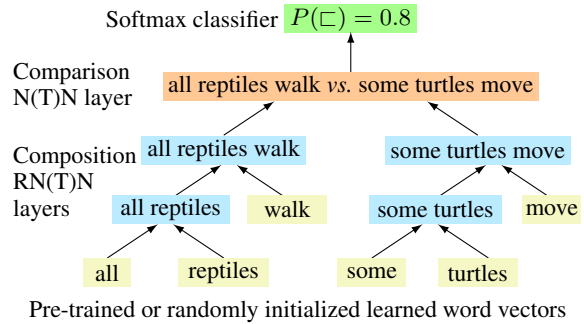 Softmax classifier P(⊏) = 0.8
Comparison
N(T)N layer
all reptiles walk vs. some turtles move
Composition
RN(T)N
layers
all reptiles walk some turtles move
all reptiles walk some turtles move
all reptiles some turtles
Pre-trained or randomly initialized learned word vectors